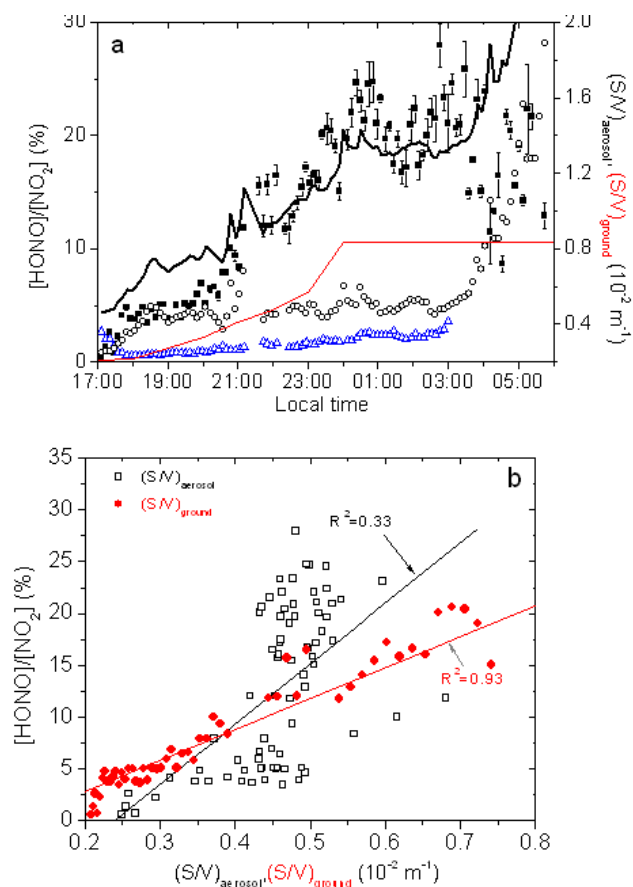 a
30
20
10
0
[HONO]/[NO2] (%)
2.0
1.6
1.2
0.8
0.4
(S/V)aerosol, (S/V)ground (10-2 m-1)
17:00 19:00 21:00 23:00 01:00 03:00 05:00
Local time
b
35
30
25
20
15
10
5
0
[HONO]/[NO2] (%)
(S/V)aerosol
(S/V)ground
R2=0.33
R2=0.93
0.2 0.3 0.4 0.5 0.6 0.7 0.8
(S/V)aerosol,(S/V)ground (10-2 m-1)